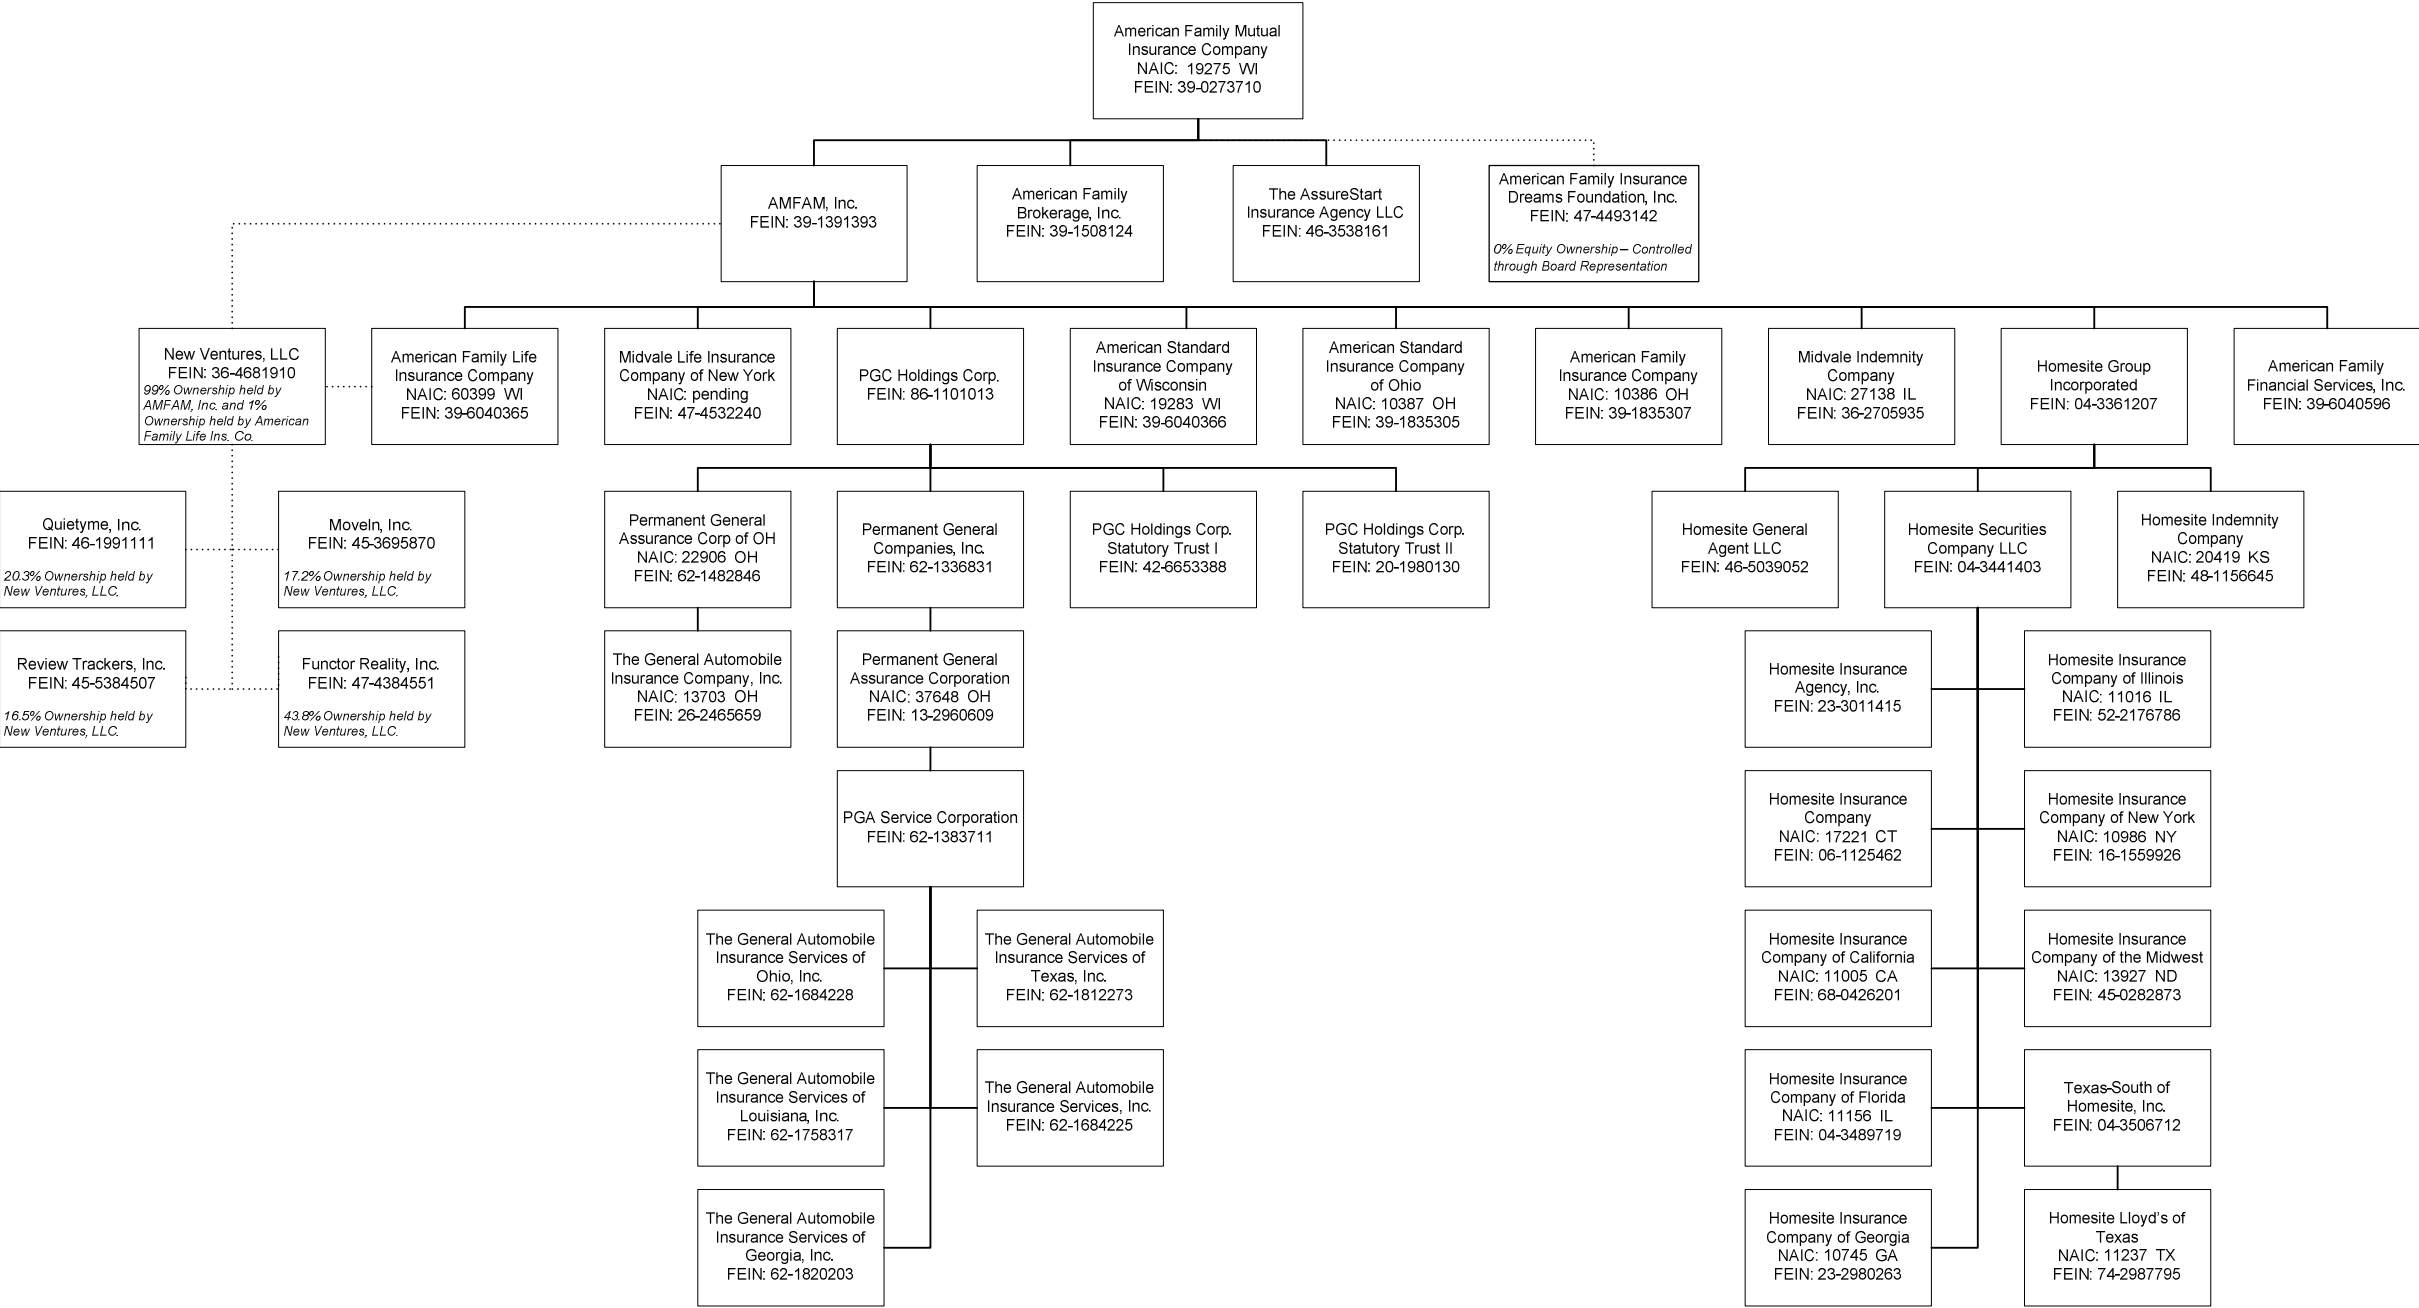 American Family Mutual
Insurance Company
NAIC: 19275 WI
FEIN: 39-0273710
AMFAM, Inc.
FEIN: 39-1391393
American Family
Brokerage, Inc.
FEIN: 39-1508124
The AssureStart
Insurance Agency LLC
FEIN: 46-3538161
American Family Insurance
Dreams Foundation, Inc.
FEIN: 47-4493142
0% Equity Ownership – Controlled
through Board Representation
New Ventures, LLC
FEIN: 36-4681910
99% Ownership held by
AMFAM, Inc. and 1%
Ownership held by American
Family Life Ins. Co.
American Family Life
Insurance Company
NAIC: 60399 WI
FEIN: 39-6040365
Midvale Life Insurance
Company of New York
NAIC: pending
FEIN: 47-4532240
PGC Holdings Corp.
FEIN: 86-1101013
American Standard
Insurance Company
of Wisconsin
NAIC: 19283 WI
FEIN: 39-6040366
American Standard
Insurance Company
of Ohio
NAIC: 10387 OH
FEIN: 39-1835305
American Family
Insurance Company
NAIC: 10386 OH
FEIN: 39-1835307
Midvale Indemnity
Company
NAIC: 27138 IL
FEIN: 36-2705935
Homesite Group
Incorporated
FEIN: 04-3361207
American Family
Financial Services, Inc.
FEIN: 39-6040596
Quietyme, Inc.
FEIN: 46-1991111
20.3% Ownership held by
New Ventures, LLC.
MoveIn, Inc.
FEIN: 45-3695870
17.2% Ownership held by
New Ventures, LLC.
Permanent General
Assurance Corp of OH
NAIC: 22906 OH
FEIN: 62-1482846
Permanent General
Companies, Inc.
FEIN: 62-1336831
PGC Holdings Corp.
Statutory Trust I
FEIN: 42-6653388
PGC Holdings Corp.
Statutory Trust II
FEIN: 20-1980130
Homesite General
Agent LLC
FEIN: 46-5039052
Homesite Securities
Company LLC
FEIN: 04-3441403
Homesite Indemnity
Company
NAIC: 20419 KS
FEIN: 48-1156645
Review Trackers, Inc.
FEIN: 45-5384507
16.5% Ownership held by
New Ventures, LLC.
Functor Reality, Inc.
FEIN: 47-4384551
43.8% Ownership held by
New Ventures, LLC.
The General Automobile
Insurance Company, Inc.
NAIC: 13703 OH
FEIN: 26-2465659
Permanent General
Assurance Corporation
NAIC: 37648 OH
FEIN: 13-2960609
Homesite Insurance
Agency, Inc.
FEIN: 23-3011415
Homesite Insurance
Company of Illinois
NAIC: 11016 IL
FEIN: 52-2176786
PGA Service Corporation
FEIN: 62-1383711
Homesite Insurance
Company
NAIC: 17221 CT
FEIN: 06-1125462
Homesite Insurance
Company of New York
NAIC: 10986 NY
FEIN: 16-1559926
The General Automobile
Insurance Services of
Ohio, Inc.
FEIN: 62-1684228
The General Automobile
Insurance Services of
Texas, Inc.
FEIN: 62-1812273
Homesite Insurance
Company of California
NAIC: 11005 CA
FEIN: 68-0426201
Homesite Insurance
Company of the Midwest
NAIC: 13927 ND
FEIN: 45-0282873
The General Automobile
Insurance Services of
Louisiana, Inc.
FEIN: 62-1758317
The General Automobile
Insurance Services, Inc.
FEIN: 62-1684225
Homesite Insurance
Company of Florida
NAIC: 11156 IL
FEIN: 04-3489719
Texas-South of
Homesite, Inc.
FEIN: 04-3506712
The General Automobile
Insurance Services of
Georgia, Inc.
FEIN: 62-1820203
Homesite Insurance
Company of Georgia
NAIC: 10745 GA
FEIN: 23-2980263
Homesite Lloyd's of
Texas
NAIC: 11237 TX
FEIN: 74-2987795